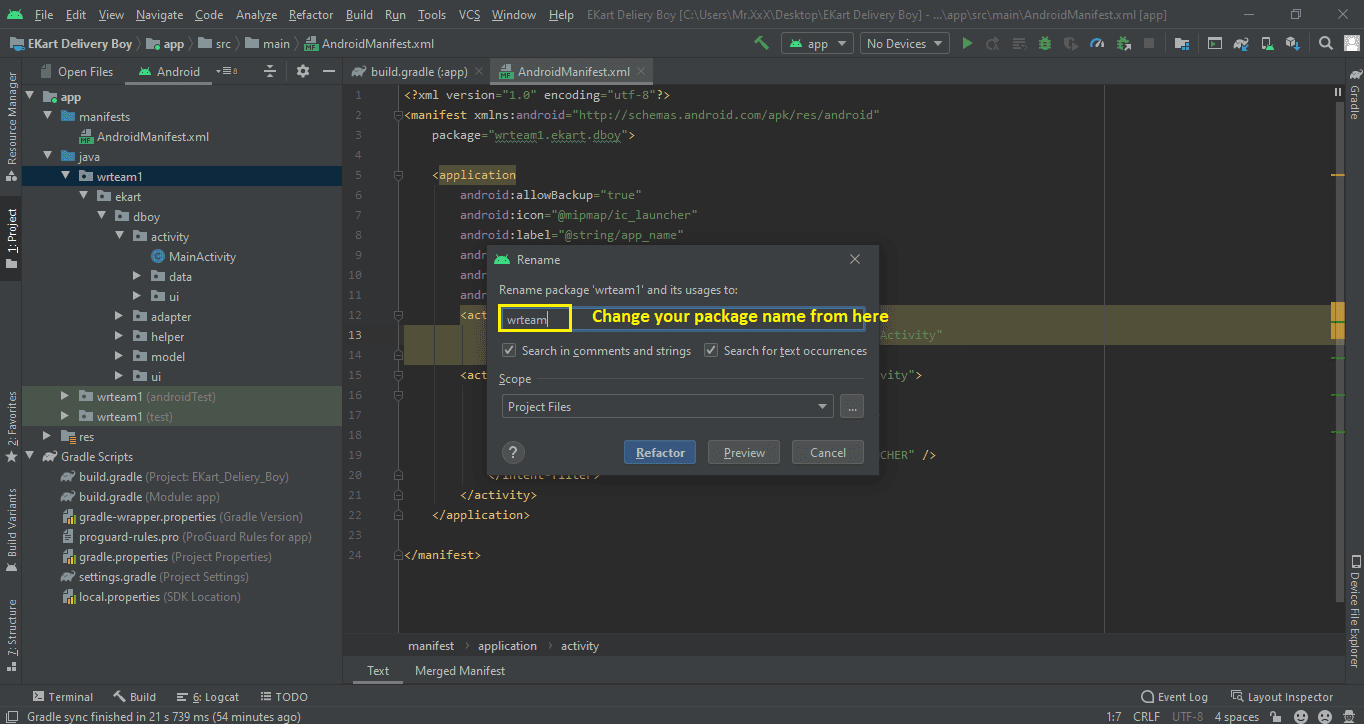 File Edit View Navigate Code Analyze Refactor Build Run Tools VCS Window Help EKart Deliery Boy [C:\Users\Mr.XxX\Desktop\EKart Delivery Boy] - ...\app\src\main\AndroidManifest.xml [app]
EKart Delivery Boy app src main AndroidManifest.xml app No Devices
Open Files Android 8 build.gradle (:app) AndroidManifest.xml
Resource Manager
1: Project
2: Favorites
Build Variants
7: Structure
app
manifests
AndroidManifest.xml
java
wrteam1
ekart
dboy
activity
MainActivity
data
ui
adapter
helper
model
ui
wrteam1 (androidTest)
wrteam1 (test)
res
Gradle Scripts
build.gradle (Project: EKart_Deliery_Boy)
build.gradle (Module: app)
gradle-wrapper.properties (Gradle Version)
proguard-rules.pro (ProGuard Rules for app)
gradle.properties (Project Properties)
settings.gradle (Project Settings)
local.properties (SDK Location)
1 <?xml version="1.0" encoding="utf-8"?>
2 <manifest xmlns:android="http://schemas.android.com/apk/res/android"
3 package="wrteam1.ekart.dboy">
4
5 <application
6 android:allowBackup="true"
7 android:icon="@mipmap/ic_launcher"
8 android:label="@string/app_name"
9 andr
10 andr
11 andr
12 <act
13 Activity"
14
15 <act vity">
16
17
18
19 CHER" />
20 </intent-filter>
21 </activity>
22 </application>
23
24 </manifest>
Rename
Rename package 'wrteam1' and its usages to:
wrteam Change your package name from here
Search in comments and strings Search for text occurrences
Scope
Project Files ...
? Refactor Preview Cancel
manifest application activity
Text Merged Manifest
Gradle
Device File Explorer
Terminal Build 6: Logcat TODO Event Log Layout Inspector
Gradle sync finished in 21 s 739 ms (54 minutes ago) 1:7 CRLF UTF-8 4 spaces